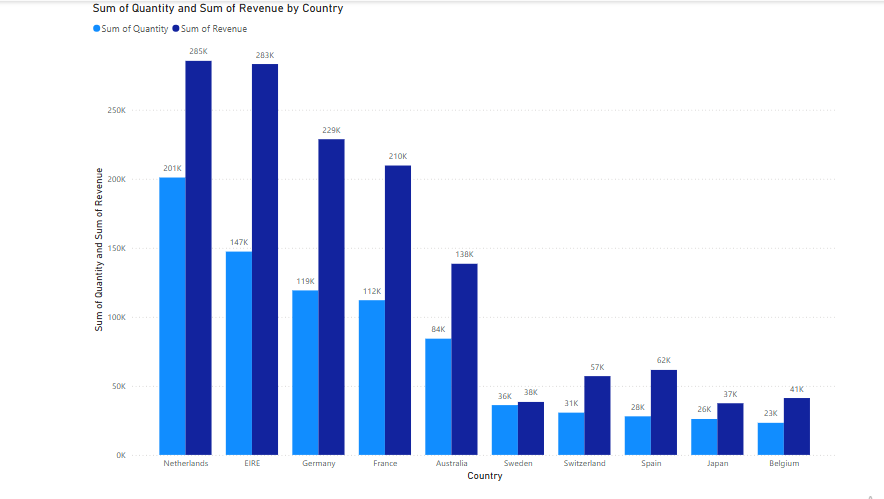 Sum of Quantity and Sum of Revenue by Country
Sum of Quantity Sum of Revenue
285K
283K
250K
229K
210K
201K
200K
147K
150K
138K
119K
112K
100K
84K
62K
57K
50K
36K
38K
31K
28K
26K
37K
23K
41K
0K
Sum of Quantity and Sum of Revenue
Netherlands EIRE Germany France Australia Sweden Switzerland Spain Japan Belgium
Country